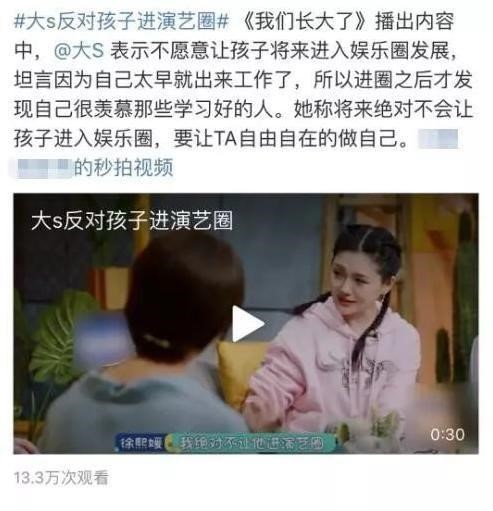 #大s反对孩子进演艺圈# 《我们长大了》播出内容
中，@大S 表示不愿意让孩子将来进入娱乐圈发展，
坦言因为自己太早就出来工作了，所以进圈之后才发
现自己很羡慕那些学习好的人。她称将来绝对不会让
孩子进入娱乐圈，要让TA自由自在的做自己。
的秒拍视频
大s反对孩子进演艺圈
徐熙媛 我绝对不让他进演艺圈
0:30
13.3万次观看